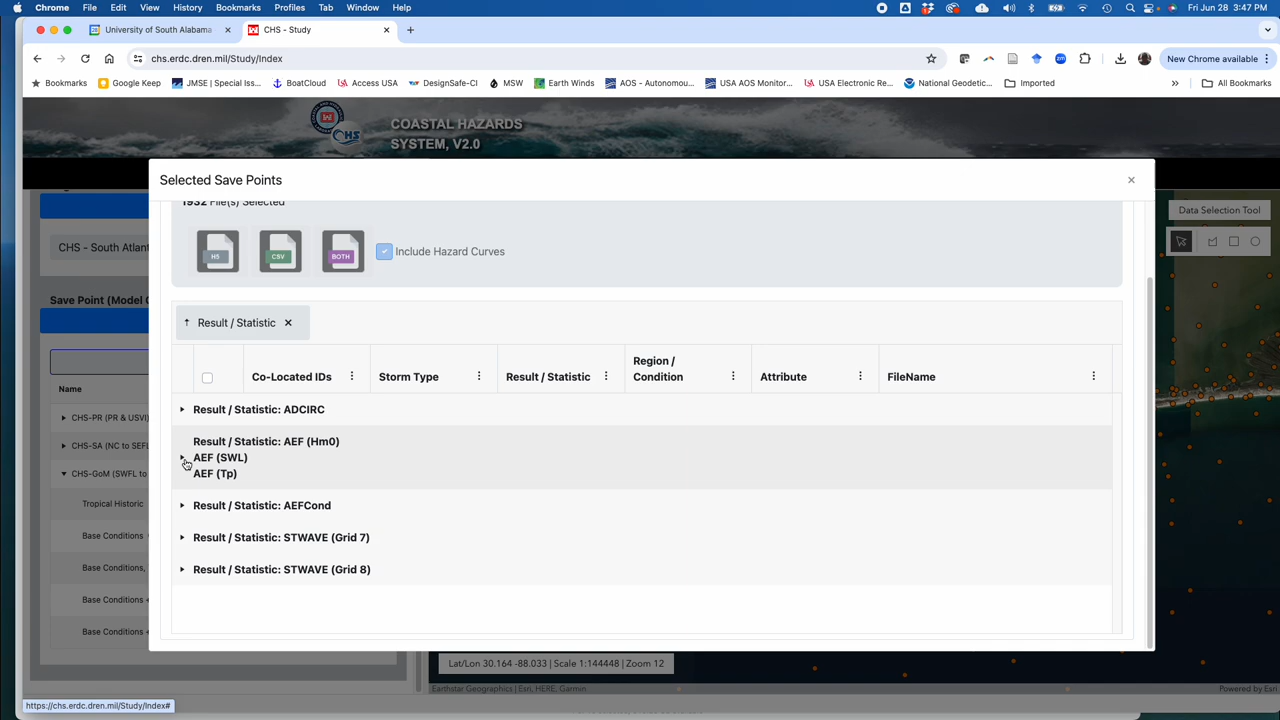 Chrome File Edit View History Bookmarks Profiles Tab Window Help Fri Jun 28 3:47 PM
University of South Alabama × CHS - Study × +
chs.erdc.dren.mil/Study/Index New Chrome available
Bookmarks Google Keep JMSE | Special Iss... BoatCloud Access USA DesignSafe-CI MSW Earth Winds AOS - Autonomou... USA AOS Monitor... USA Electronic Re... National Geodetic... Imported » All Bookmarks
CHS
COASTAL HAZARDS
SYSTEM, V2.0
Selected Save Points ×
1932 File(s) Selected
Data Selection Tool
H5 CSV BOTH Include Hazard Curves
CHS - South Atlant
Save Point (Model
Result / Statistic ×
Name
Co-Located IDs Storm Type Result / Statistic Region / Condition Attribute FileName
CHS-PR (PR & USVI)
CHS-SA (NC to SEFL
CHS-GoM (SWFL to
Tropical Historic
Base Conditions
Base Conditions,
Base Conditions +
Base Conditions +
Result / Statistic: ADCIRC
Result / Statistic: AEF (Hm0)
AEF (SWL)
AEF (Tp)
Result / Statistic: AEFCond
Result / Statistic: STWAVE (Grid 7)
Result / Statistic: STWAVE (Grid 8)
Lat/Lon 30.164 -88.033 | Scale 1:144448 | Zoom 12
Earthstar Geographics | Esri, HERE, Garmin Powered by Esri
https://chs.erdc.dren.mil/Study/Index#